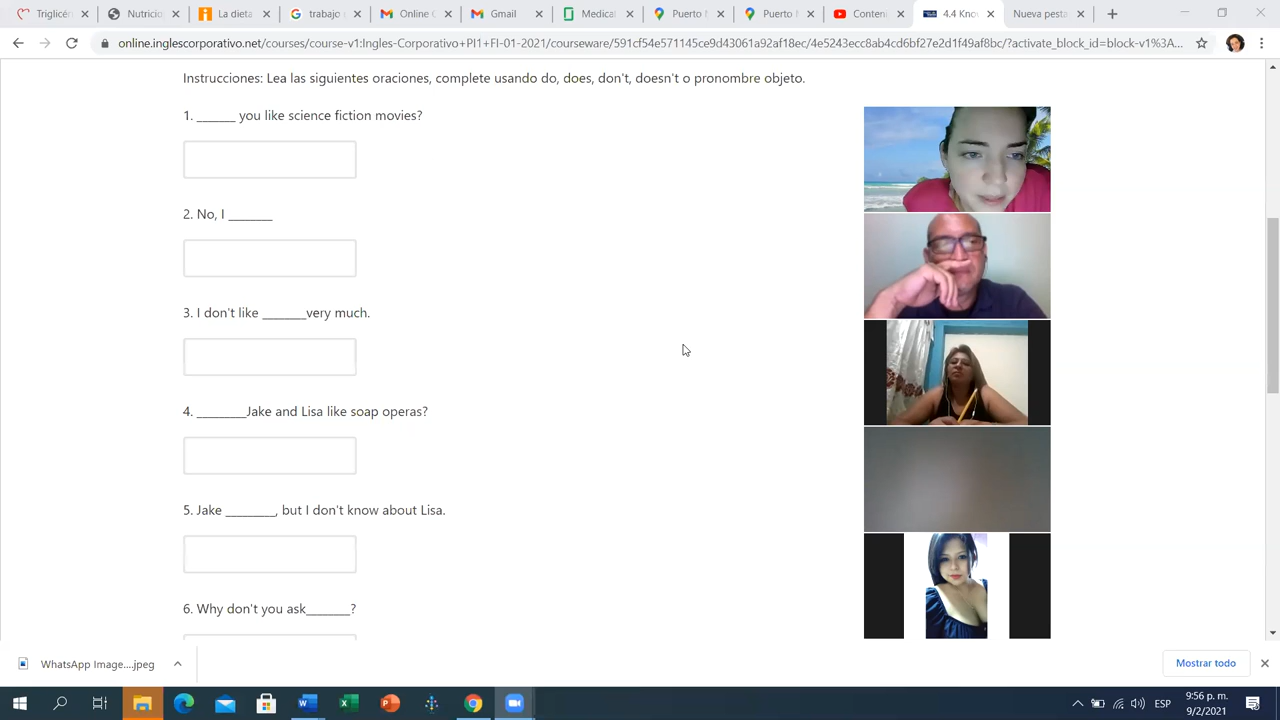 Triglicér
Nutricio
La dieta
trabajo d
Online C
Gmail
Medical
Puerto M
Puerto M
Conteni
4.4 Know
Nueva pesta
online.inglescorporativo.net/courses/course-v1:Ingles-Corporativo+PI1+FI-01-2021/courseware/591cf54e571145ce9d43061a92af18ec/4e5243ecc8ab4cd6bf27e2d1f49af8bc/?activate_block_id=block-v1%3A...
Instrucciones: Lea las siguientes oraciones, complete usando do, does, don't, doesn't o pronombre objeto.
1. ______ you like science fiction movies?
2. No, I _______
3. I don't like _______very much.
4. ________Jake and Lisa like soap operas?
5. Jake ________, but I don't know about Lisa.
6. Why don't you ask_______?
WhatsApp Image....jpeg
Mostrar todo
ESP
9:56 p. m.
9/2/2021